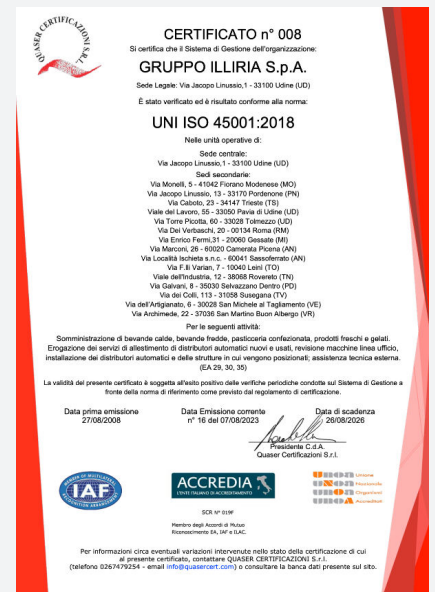 QUASER CERTIFICAZIONI S.R.L.
CERTIFICATO n° 008
Si certifica che il Sistema di Gestione dell'organizzazione:
GRUPPO ILLIRIA S.p.A.
Sede Legale: Via Jacopo Linussio,1 - 33100 Udine (UD)
È stato verificato ed è risultato conforme alla norma:
UNI ISO 45001:2018
Nelle unità operative di:
Sede centrale:
Via Jacopo Linussio,1 - 33100 Udine (UD)
Sedi secondarie:
Via Monelli, 5 - 41042 Fiorano Modenese (MO)
Via Jacopo Linussio, 13 - 33170 Pordenone (PN)
Via Caboto, 23 - 34147 Trieste (TS)
Viale del Lavoro, 55 - 33050 Pavia di Udine (UD)
Via Torre Picotta, 60 - 33028 Tolmezzo (UD)
Via Dei Verbaschi, 20 - 00134 Roma (RM)
Via Enrico Fermi,31 - 20060 Gessate (MI)
Via Marconi, 26 - 60020 Camerata Picena (AN)
Via Località Ischieta s.n.c. - 60041 Sassoferrato (AN)
Via F.lli Varian, 7 - 10040 Leinì (TO)
Viale dell'Industria, 12 - 38068 Rovereto (TN)
Via Galvani, 8 - 35030 Selvazzano Dentro (PD)
Via dei Colli, 113 - 31058 Susegana (TV)
Via dell'Artigianato, 6 - 30028 San Michele al Tagliamento (VE)
Via Archimede, 22 - 37036 San Martino Buon Albergo (VR)
Per le seguenti attività:
Somministrazione di bevande calde, bevande fredde, pasticceria confezionata, prodotti freschi e gelati.
Erogazione dei servizi di allestimento di distributori automatici nuovi e usati, revisione macchine linea ufficio,
installazione dei distributori automatici e delle strutture in cui vengono posizionati; assistenza tecnica esterna.
(EA 29, 30, 35)
La validità del presente certificato è soggetta all'esito positivo delle verifiche periodiche condotte sul Sistema di Gestione a
fronte della norma di riferimento come previsto dal regolamento di certificazione.
Data prima emissione
27/08/2008
Data Emissione corrente
n° 16 del 07/08/2023
Data di scadenza
26/08/2026
Presidente C.d.A.
Quaser Certificazioni S.r.l.
MEMBER OF MULTILATERAL
IAF
RECOGNITION ARRANGEMENT
ACCREDIA
L'ENTE ITALIANO DI ACCREDITAMENTO
SCR N° 019F
Membro degli Accordi di Mutuo
Riconoscimento EA, IAF e ILAC.
UNOA Unione
UNOA Nazionale
UNOA Organismi
UNOA Accreditati
Per informazioni circa eventuali variazioni intervenute nello stato della certificazione di cui
al presente certificato, contattare QUASER CERTIFICAZIONI S.r.l.
(telefono 0267479254 - email info@quasercert.com) o consultare la banca dati presente sul sito.